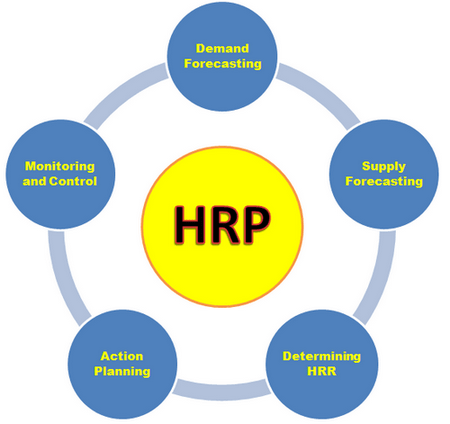 Demand
Forecasting
Supply
Forecasting
Determining
HRR
Action
Planning
Monitoring
and Control
HRP